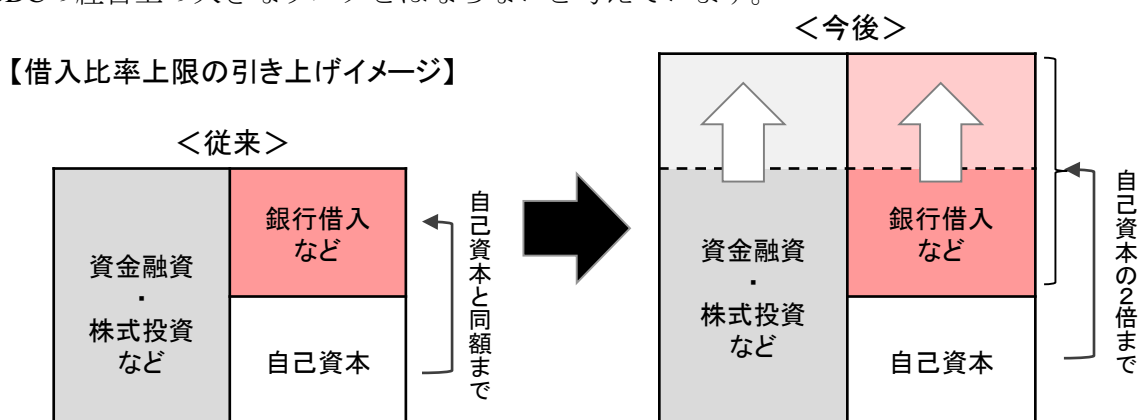 ＜今後＞
【借入比率上限の引き上げイメージ】
＜従来＞
資金融資
・
株式投資
など
銀行借入
など
自己資本
自己資本と同額まで
資金融資
・
株式投資
など
銀行借入
など
自己資本
自己資本の2倍まで